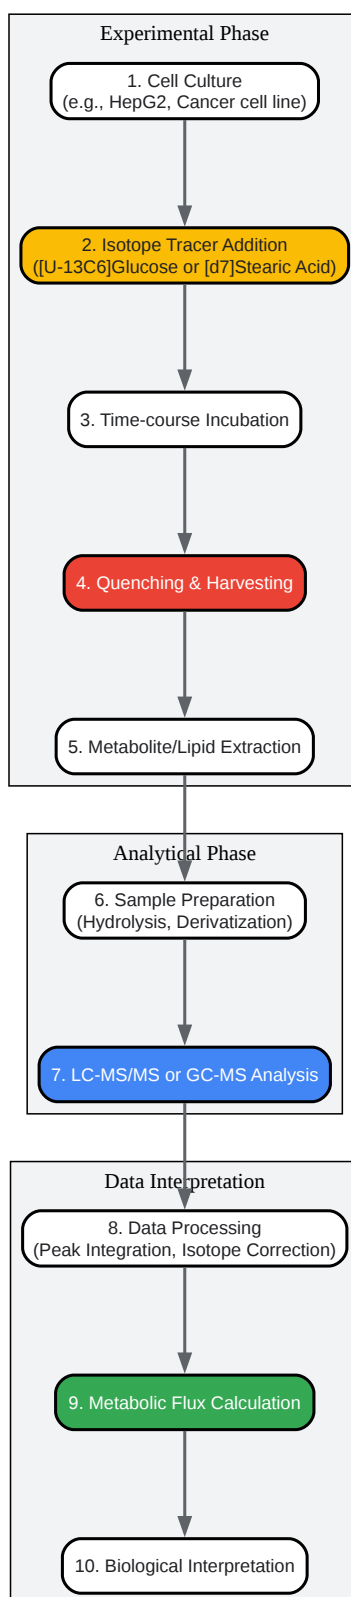 Experimental Phase
1. Cell Culture
(e.g., HepG2, Cancer cell line)
2. Isotope Tracer Addition
([U-13C6]Glucose or [d7]Stearic Acid)
3. Time-course Incubation
4. Quenching & Harvesting
5. Metabolite/Lipid Extraction
Analytical Phase
6. Sample Preparation
(Hydrolysis, Derivatization)
7. LC-MS/MS or GC-MS Analysis
Data Interpretation
8. Data Processing
(Peak Integration, Isotope Correction)
9. Metabolic Flux Calculation
10. Biological Interpretation